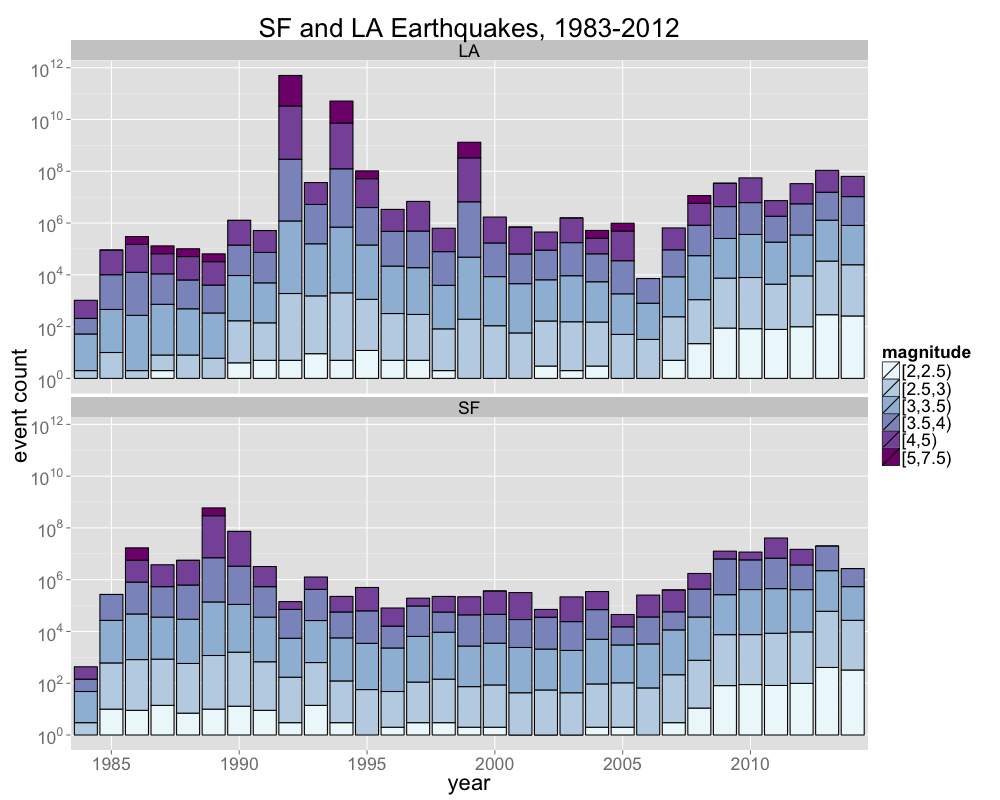 SF and LA Earthquakes, 1983-2012
LA
10^12
10^10
10^8
10^6
10^4
10^2
10^0
SF
10^12
10^10
10^8
10^6
10^4
10^2
10^0
event count
1985 1990 1995 2000 2005 2010
year
magnitude
[2,2.5)
[2.5,3)
[3,3.5)
[3.5,4)
[4,5)
[5,7.5)